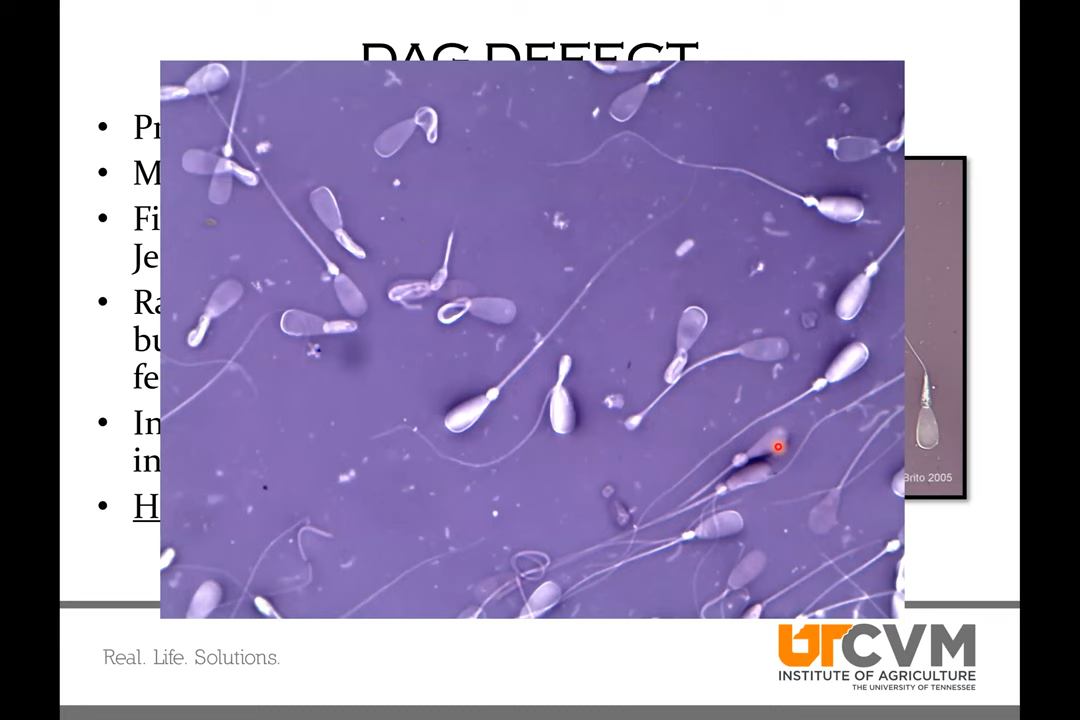 DAG DEFECT
Pr
M
Fi
Je
Ra
bu
fe
In
in
H
Brito 2005
Real. Life. Solutions.
UTCVM
INSTITUTE OF AGRICULTURE
THE UNIVERSITY OF TENNESSEE